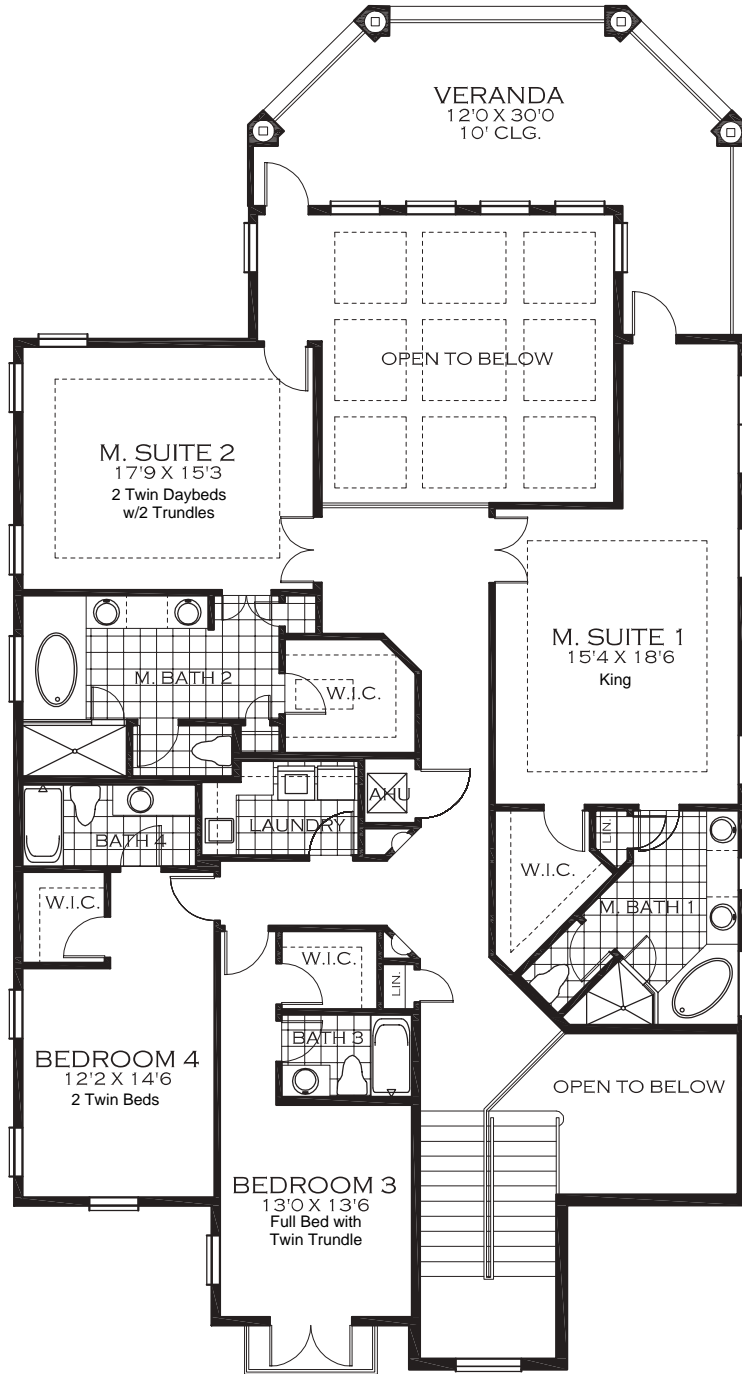 VERANDA
12'0 X 30'0
10' CLG.
OPEN TO BELOW
M. SUITE 2
17'9 X 15'3
2 Twin Daybeds
w/2 Trundles
M. SUITE 1
15'4 X 18'6
King
M. BATH 2
W.I.C.
AHU
LAUNDRY
BATH 4
LIN.
W.I.C.
M. BATH 1
W.I.C.
W.I.C.
LIN.
BATH 3
BEDROOM 4
12'2 X 14'6
2 Twin Beds
OPEN TO BELOW
BEDROOM 3
13'0 X 13'6
Full Bed with
Twin Trundle